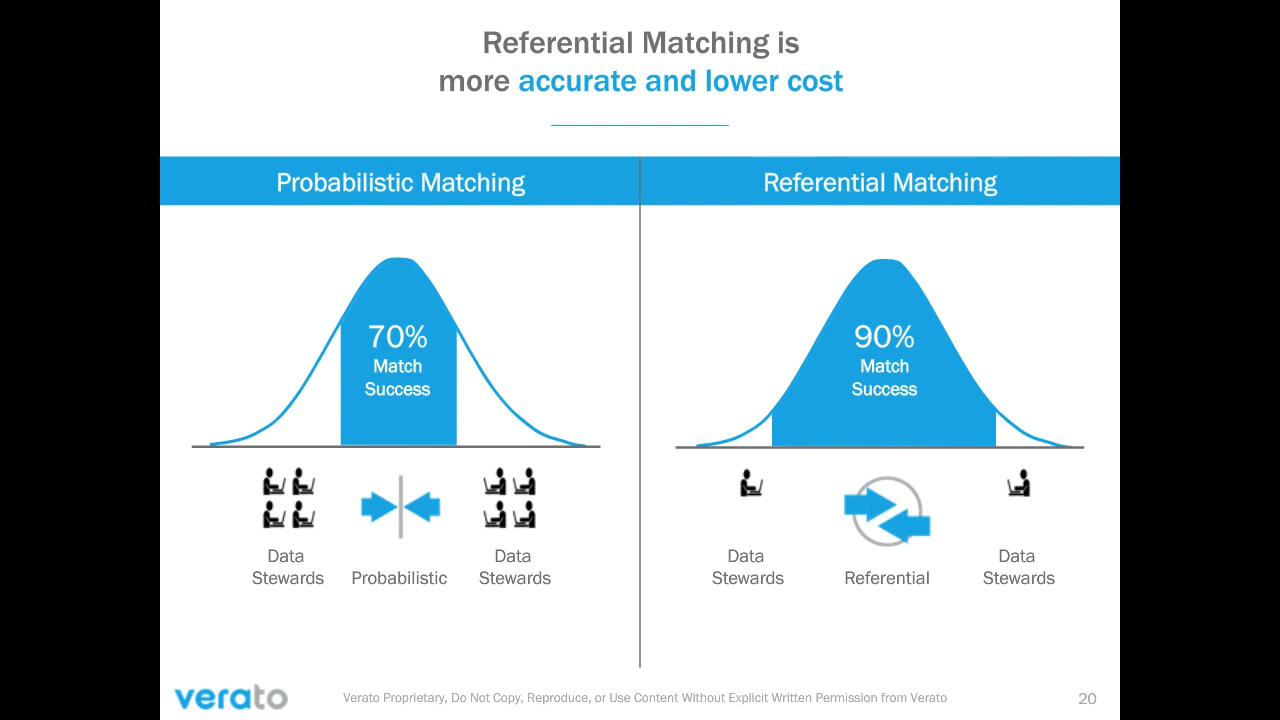 Referential Matching is
more accurate and lower cost
Probabilistic Matching
Referential Matching
70%
Match
Success
90%
Match
Success
Data
Stewards
Probabilistic
Data
Stewards
Data
Stewards
Referential
Data
Stewards
verato
Verato Proprietary, Do Not Copy, Reproduce, or Use Content Without Explicit Written Permission from Verato
20